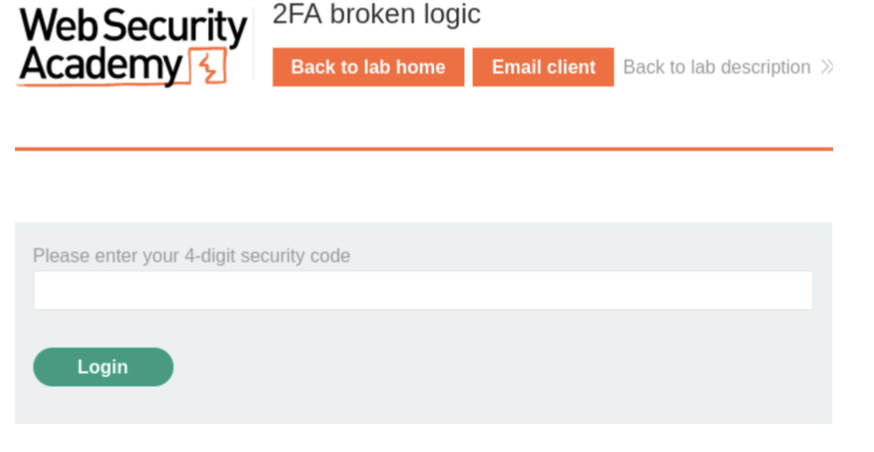 Web Security
Academy
2FA broken logic
Back to lab home
Email client
Back to lab description
Please enter your 4-digit security code
Login